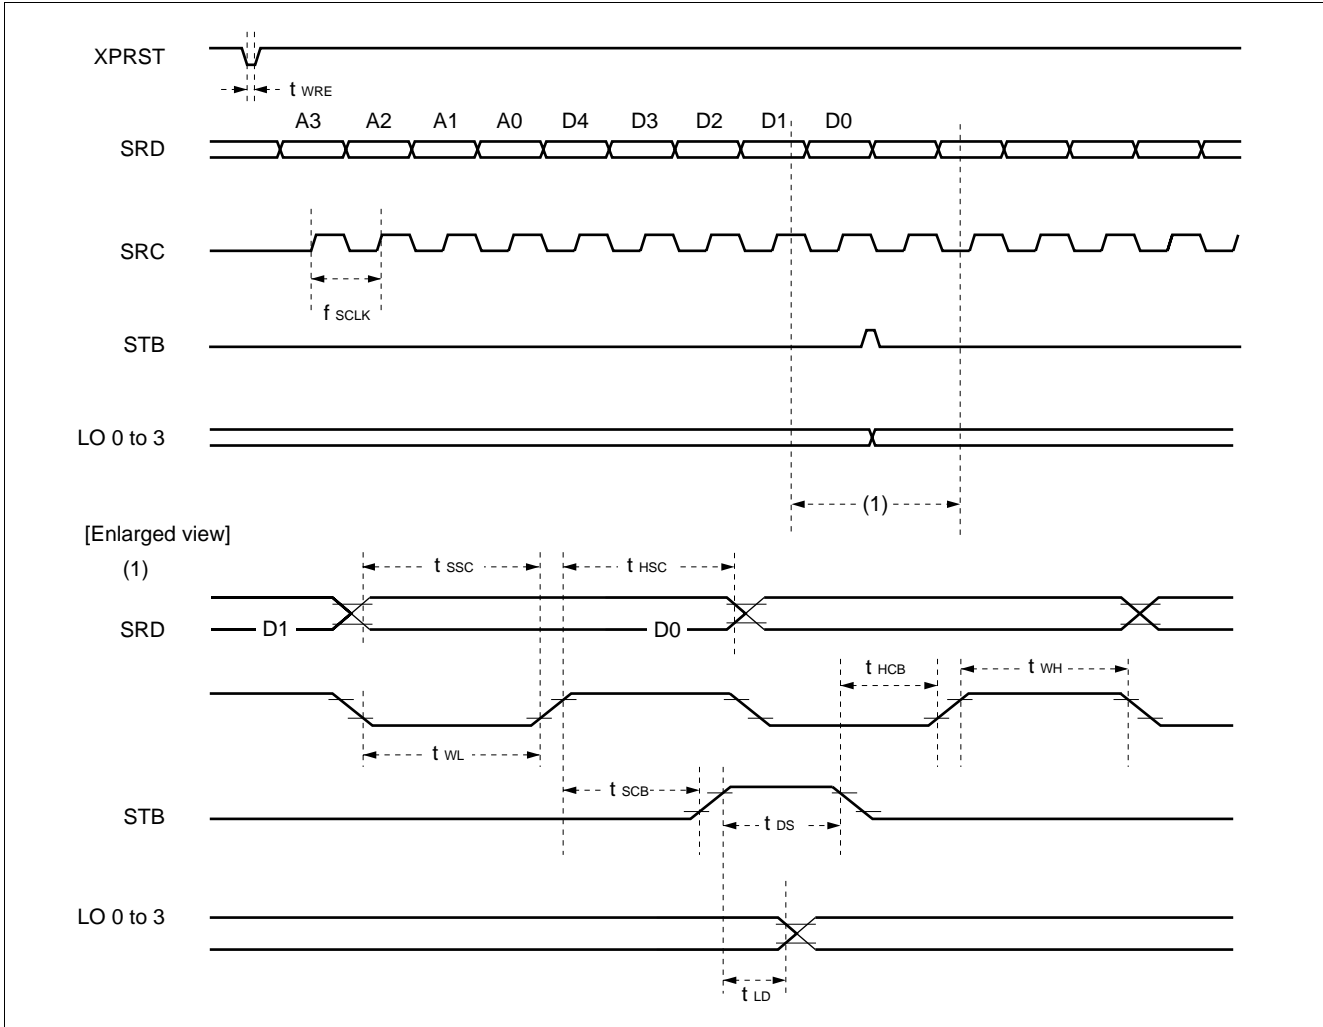 XPRST
t WRE
A3 A2 A1 A0 D4 D3 D2 D1 D0
SRD
SRC
f SCLK
STB
LO 0 to 3
(1)
[Enlarged view]
(1)
t SSC t HSC
SRD D1 D0
t HCB t WH
t WL
t SCB
STB
t DS
LO 0 to 3
t LD